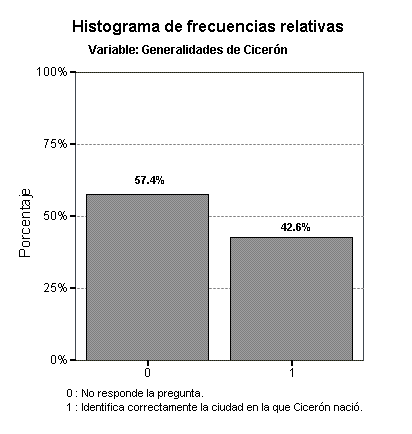 Histograma de frecuencias relativas
Variable: Generalidades de Cicerón
100%
75%
50%
25%
0%
Porcentaje
57.4%
42.6%
0
1
0 : No responde la pregunta.
1 : Identifica correctamente la ciudad en la que Cicerón nació.